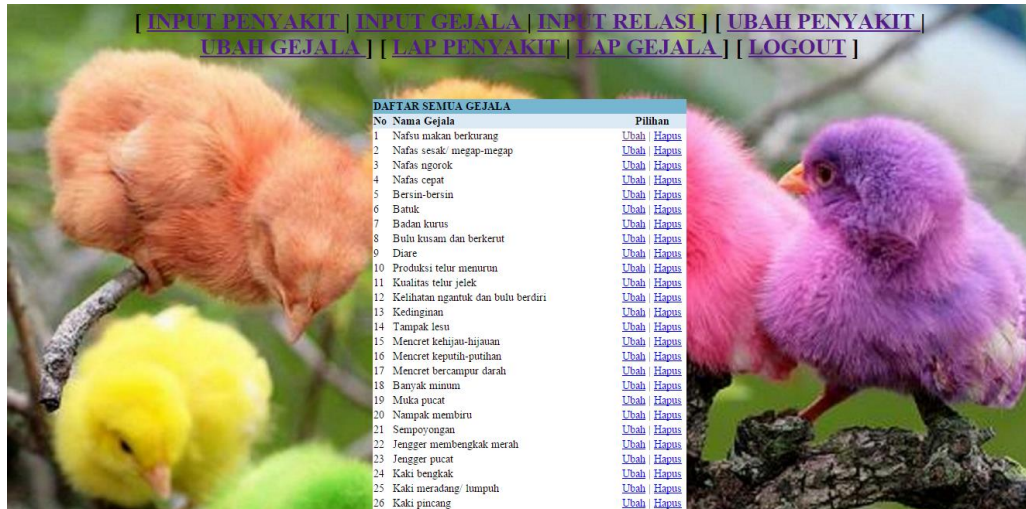 [ INPUT PENYAKIT | INPUT GEJALA | INPUT RELASI ] [ UBAH PENYAKIT |
UBAH GEJALA ] [ LAP PENYAKIT | LAP GEJALA ] [ LOGOUT ]
DAFTAR SEMUA GEJALA
No Nama Gejala Pilihan
1 Nafsu makan berkurang Ubah | Hapus
2 Nafas sesak/ megap-megap Ubah | Hapus
3 Nafas ngorok Ubah | Hapus
4 Nafas cepat Ubah | Hapus
5 Bersin-bersin Ubah | Hapus
6 Batuk Ubah | Hapus
7 Badan kurus Ubah | Hapus
8 Bulu kusam dan berkerut Ubah | Hapus
9 Diare Ubah | Hapus
10 Produksi telur menurun Ubah | Hapus
11 Kualitas telur jelek Ubah | Hapus
12 Kelihatan ngantuk dan bulu berdiri Ubah | Hapus
13 Kedinginan Ubah | Hapus
14 Tampak lesu Ubah | Hapus
15 Mencret kehijau-hijauan Ubah | Hapus
16 Mencret keputih-putihan Ubah | Hapus
17 Mencret bercampur darah Ubah | Hapus
18 Banyak minum Ubah | Hapus
19 Muka pucat Ubah | Hapus
20 Nampak membiru Ubah | Hapus
21 Sempoyongan Ubah | Hapus
22 Jengger membengkak merah Ubah | Hapus
23 Jengger pucat Ubah | Hapus
24 Kaki bengkak Ubah | Hapus
25 Kaki meradang/ lumpuh Ubah | Hapus
26 Kaki pincang Ubah | Hapus